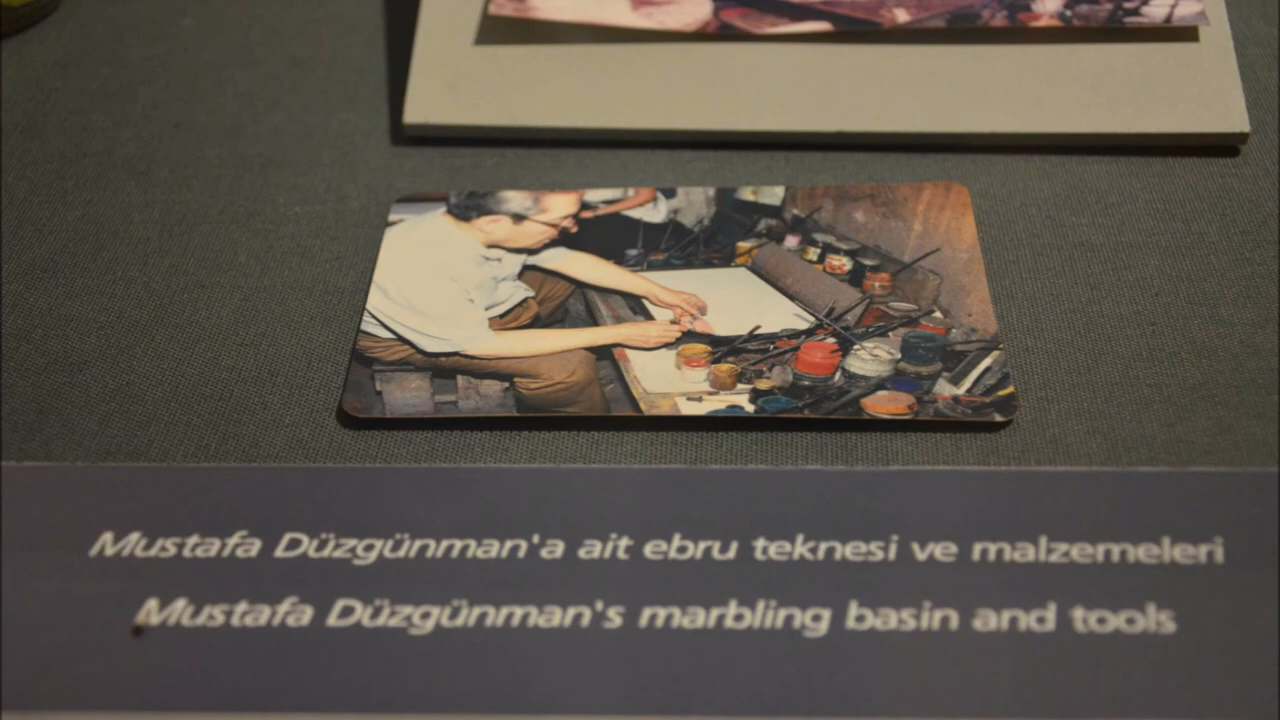 Mustafa Düzgünman'a ait ebru teknesi ve malzemeleri
Mustafa Düzgünman's marbling basin and tools